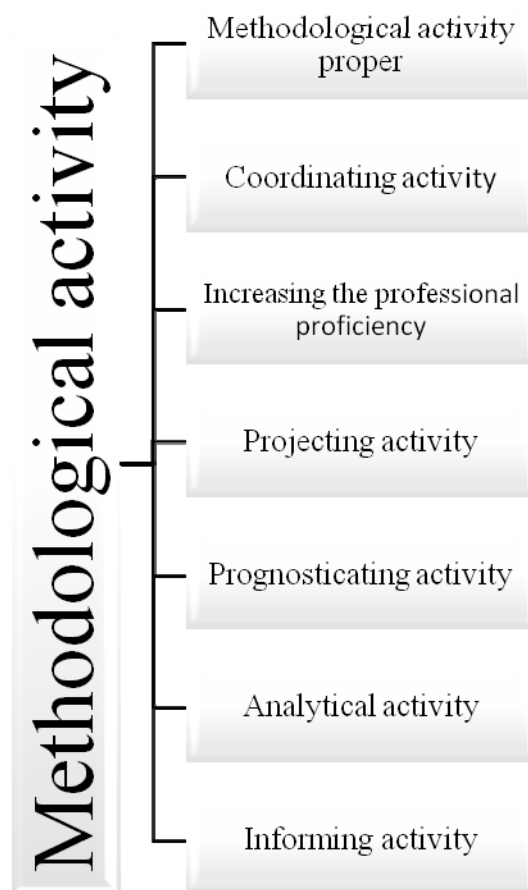 Methodological activity
Methodological activity
proper
Coordinating activity
Increasing the professional
proficiency
Projecting activity
Prognosticating activity
Analytical activity
Informing activity